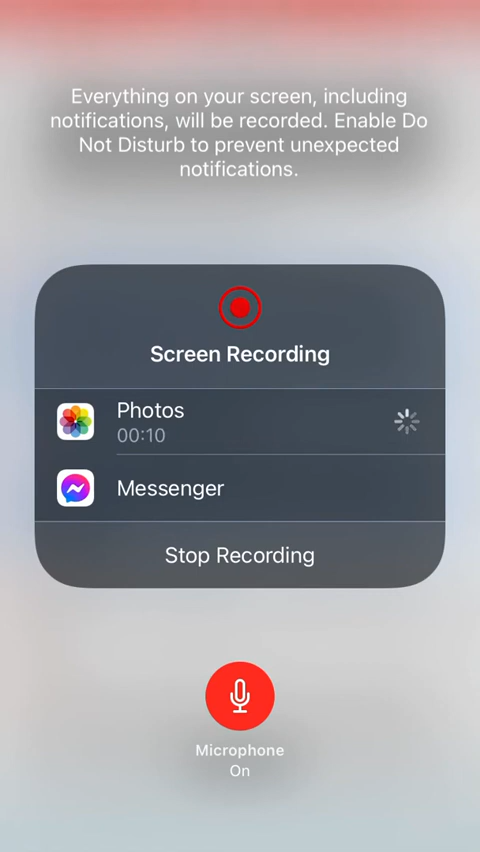 Everything on your screen, including
notifications, will be recorded. Enable Do
Not Disturb to prevent unexpected
notifications.
Screen Recording
Photos
00:10
Messenger
Stop Recording
Microphone
On